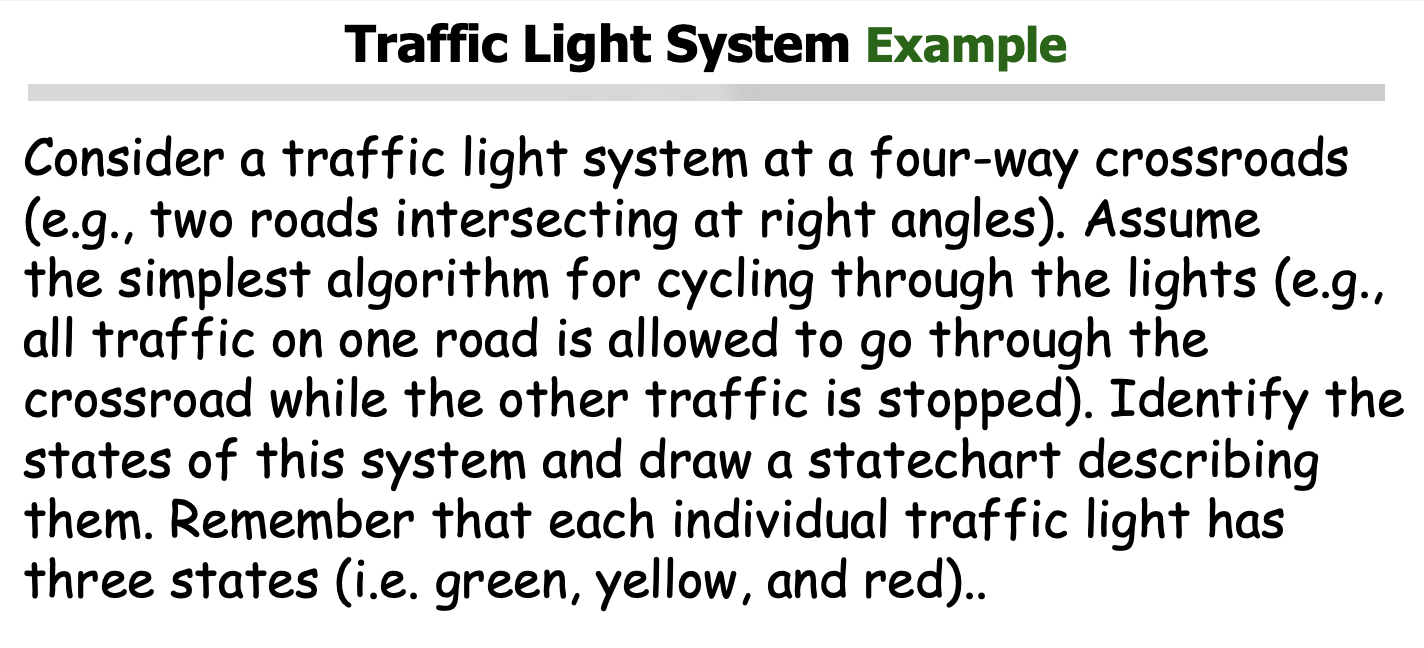 Traffic Light System Example
Consider a traffic light system at a four-way crossroads
(e.g., two roads intersecting at right angles). Assume
the simplest algorithm for cycling through the lights (e.g.,
all traffic on one road is allowed to go through the
crossroad while the other traffic is stopped). Identify the
states of this system and draw a statechart describing
them. Remember that each individual traffic light has
three states (i.e. green, yellow, and red)..